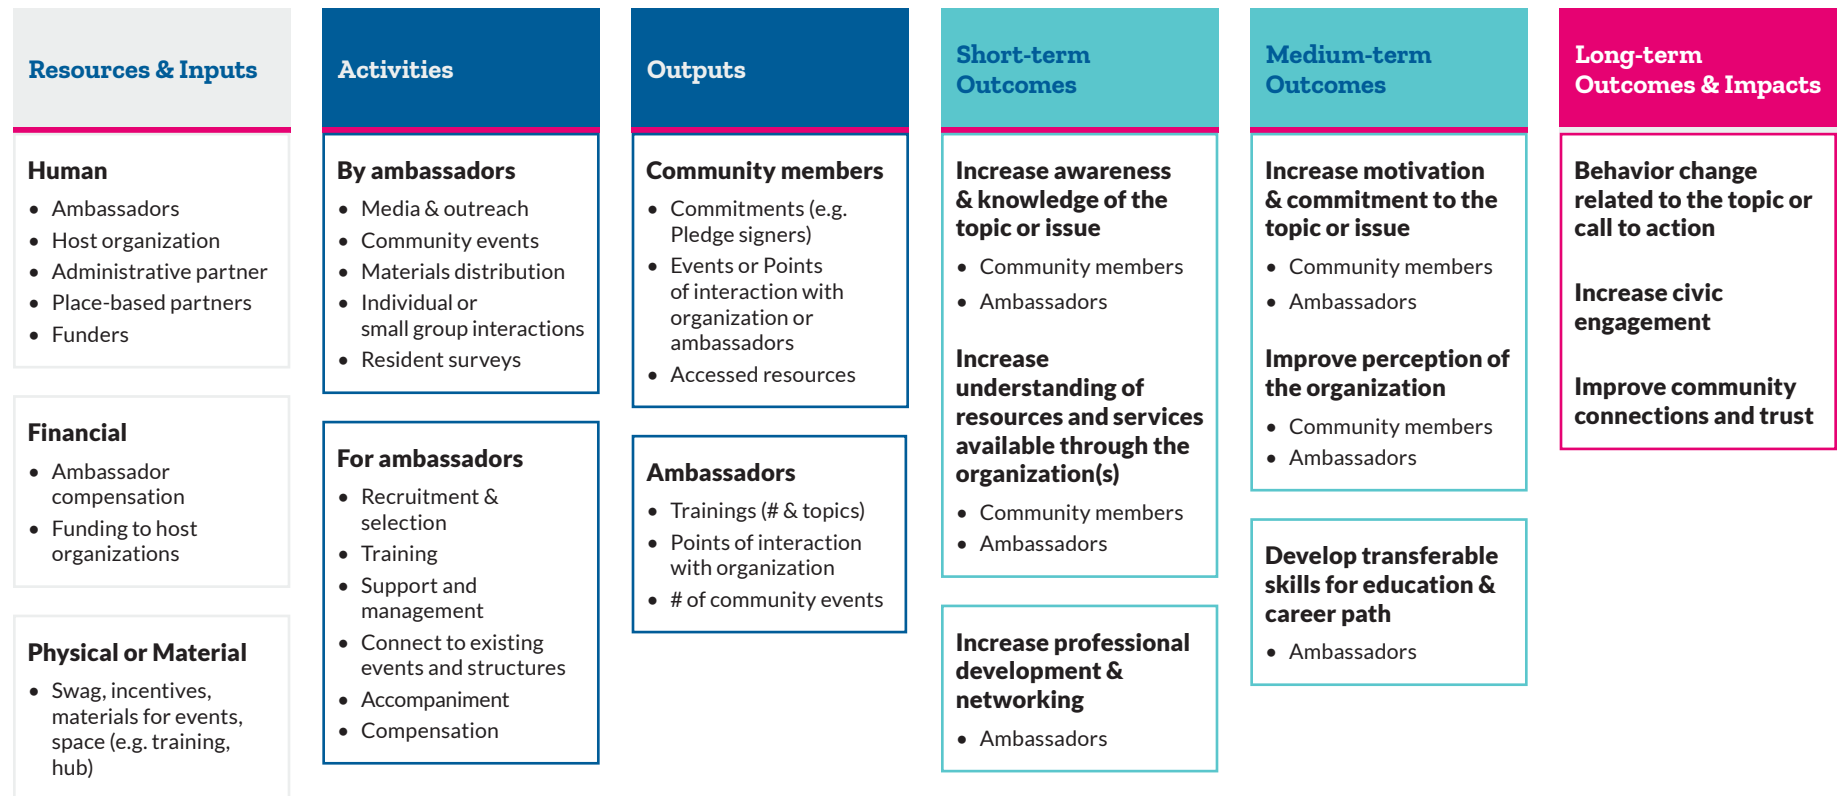 Resources & Inputs
Human
• Ambassadors
• Host organization
• Administrative partner
• Place-based partners
• Funders
Financial
• Ambassador
compensation
• Funding to host
organizations
Physical or Material
• Swag, incentives,
materials for events,
space (e.g. training,
hub)
Activities
By ambassadors
• Media & outreach
• Community events
• Materials distribution
• Individual or
small group interactions
• Resident surveys
For ambassadors
• Recruitment &
selection
• Training
• Support and
management
• Connect to existing
events and structures
• Accompaniment
• Compensation
Outputs
Community members
• Commitments (e.g.
Pledge signers)
• Events or Points
of interaction with
organization or
ambassadors
• Accessed resources
Ambassadors
• Trainings (# & topics)
• Points of interaction
with organization
• # of community events
Short-term
Outcomes
Increase awareness
& knowledge of the
topic or issue
• Community members
• Ambassadors
Increase
understanding of
resources and services
available through the
organization(s)
• Community members
• Ambassadors
Increase professional
development &
networking
• Ambassadors
Medium-term
Outcomes
Increase motivation
& commitment to the
topic or issue
• Community members
• Ambassadors
Improve perception of
the organization
• Community members
• Ambassadors
Develop transferable
skills for education &
career path
• Ambassadors
Long-term
Outcomes & Impacts
Behavior change
related to the topic or
call to action
Increase civic
engagement
Improve community
connections and trust